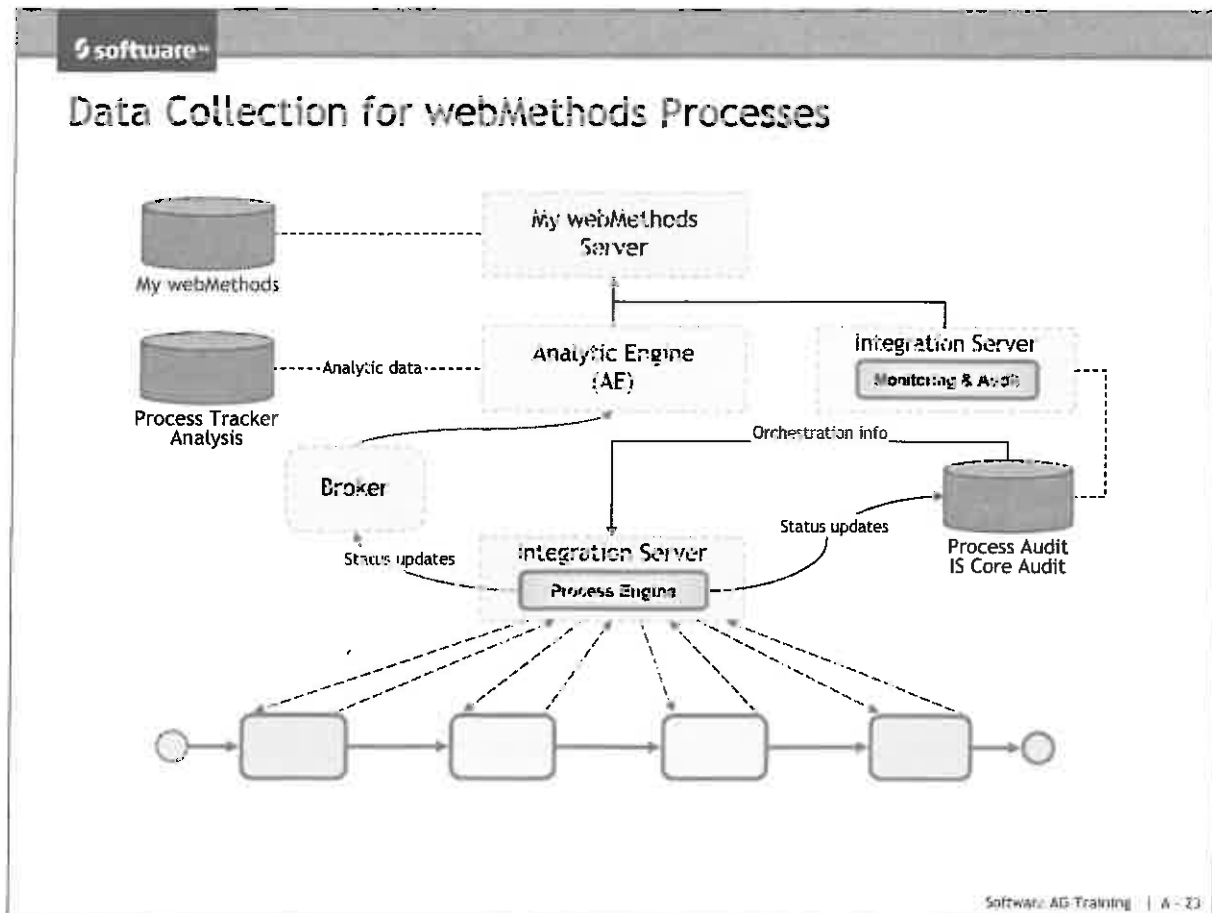 software AG
Data Collection for webMethods Processes
My webMethods
Server
My webMethods
Analytic Engine
(AE)
Analytic data
Process Tracker
Analysis
Integration Server
Monitoring & Audit
Orchestration info
Broker
Status updates
Integration Server
Process Engine
Status updates
Process Audit
IS Core Audit
Software AG Training | A - 23